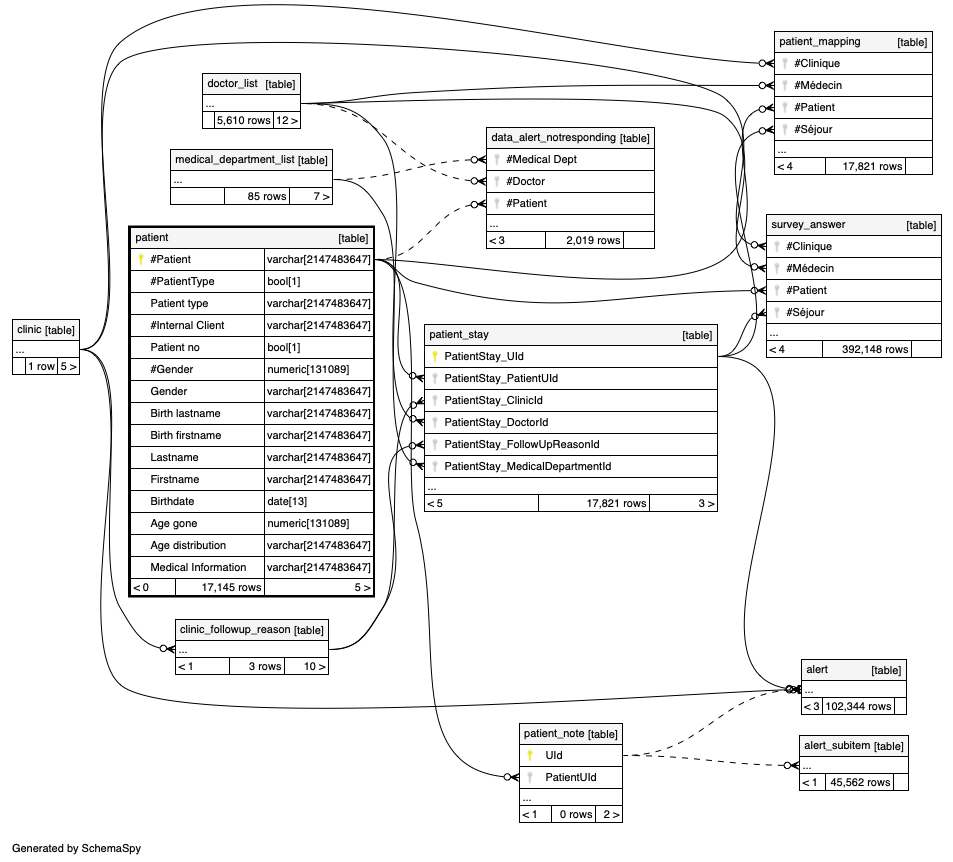 patient_mapping [table]
#Clinique
#Médecin
#Patient
#Séjour
...
< 4 17,821 rows
doctor_list [table]
...
5,610 rows 12 >
data_alert_notresponding [table]
#Medical Dept
#Doctor
#Patient
...
< 3 2,019 rows
medical_department_list [table]
...
85 rows 7 >
survey_answer [table]
#Clinique
#Médecin
#Patient
#Séjour
...
< 4 392,148 rows
patient [table]
#Patient varchar[2147483647]
#PatientType bool[1]
Patient type varchar[2147483647]
#Internal Client varchar[2147483647]
Patient no bool[1]
#Gender numeric[131089]
Gender varchar[2147483647]
Birth lastname varchar[2147483647]
Birth firstname varchar[2147483647]
Lastname varchar[2147483647]
Firstname varchar[2147483647]
Birthdate date[13]
Age gone numeric[131089]
Age distribution varchar[2147483647]
Medical Information varchar[2147483647]
< 0 17,145 rows 5 >
clinic [table]
...
1 row 5 >
patient_stay [table]
PatientStay_UId
PatientStay_PatientUId
PatientStay_ClinicId
PatientStay_DoctorId
PatientStay_FollowUpReasonId
PatientStay_MedicalDepartmentId
...
< 5 17,821 rows 3 >
clinic_followup_reason [table]
...
< 1 3 rows 10 >
alert [table]
...
< 3 102,344 rows
patient_note [table]
UId
PatientUId
...
< 1 0 rows 2 >
alert_subitem [table]
...
< 1 45,562 rows
Generated by SchemaSpy